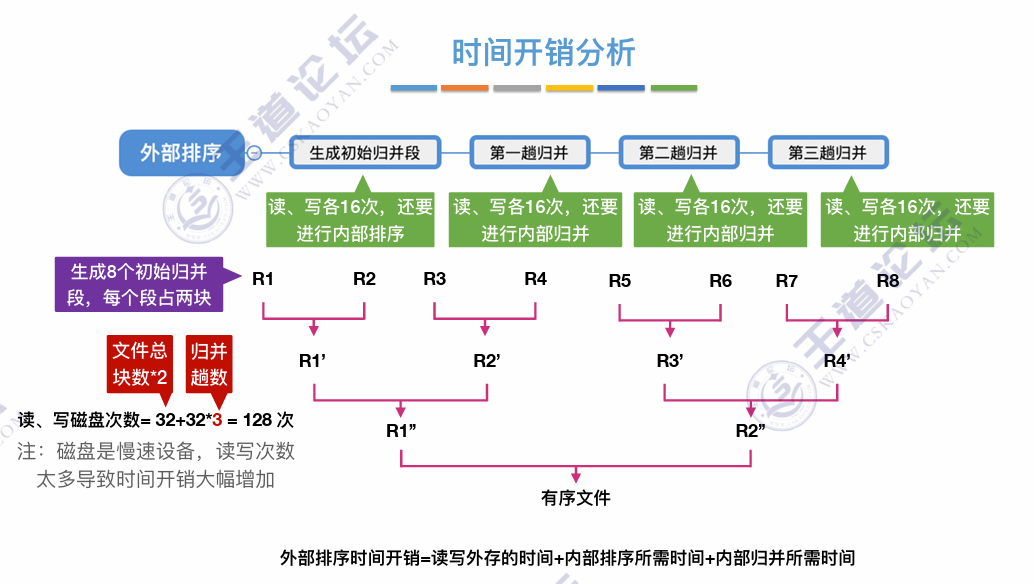 时间开销分析
外部排序
生成初始归并段
第一趟归并
第二趟归并
第三趟归并
读、写各16次，还要
进行内部排序
读、写各16次，还要
进行内部归并
读、写各16次，还要
进行内部归并
读、写各16次，还要
进行内部归并
生成8个初始归并
段，每个段占两块
R1 R2 R3 R4 R5 R6 R7 R8
R1’ R2’ R3’ R4’
文件总
块数*2
归并
趟数
读、写磁盘次数= 32+32*3 = 128 次
注：磁盘是慢速设备，读写次数
太多导致时间开销大幅增加
R1’’ R2’’
有序文件
外部排序时间开销=读写外存的时间+内部排序所需时间+内部归并所需时间
王道论坛
WWW.CSKAOYAN.COM
王道论坛
WWW.CSKAOYAN.COM